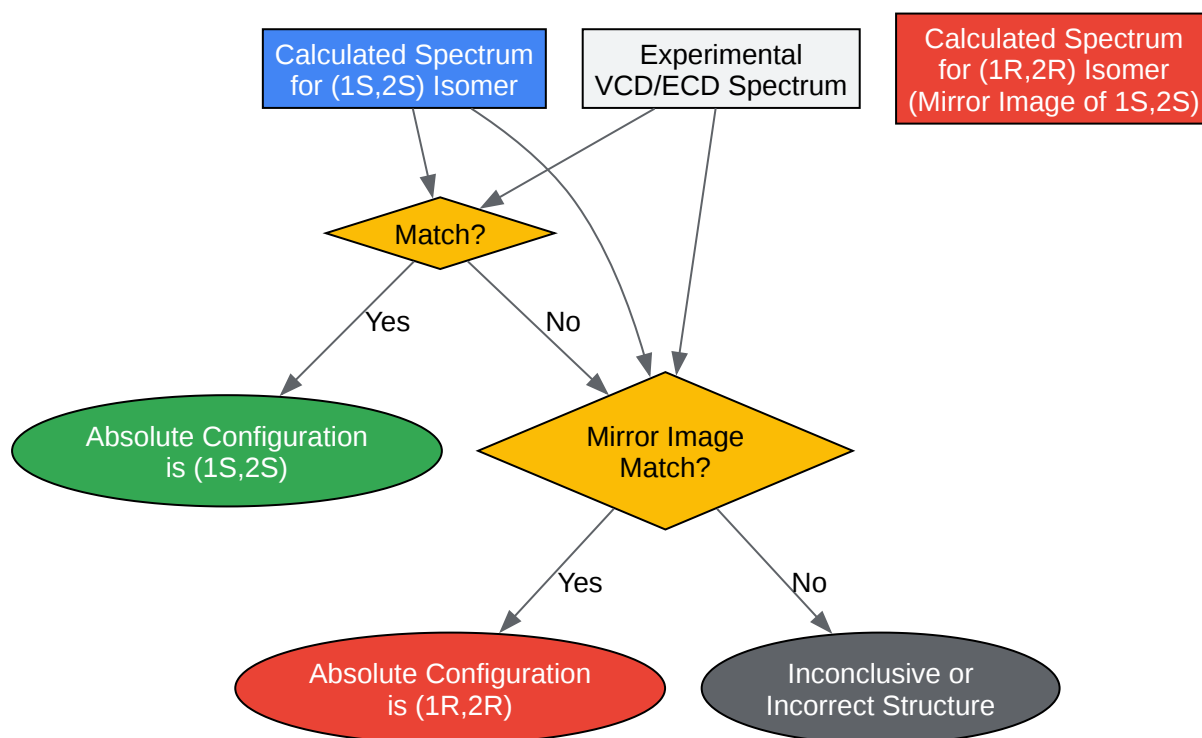 Calculated Spectrum
for (1S,2S) Isomer
Experimental
VCD/ECD Spectrum
Calculated Spectrum
for (1R,2R) Isomer
(Mirror Image of 1S,2S)
Match?
Yes
No
Absolute Configuration
is (1S,2S)
Mirror Image
Match?
Yes
No
Absolute Configuration
is (1R,2R)
Inconclusive or
Incorrect Structure